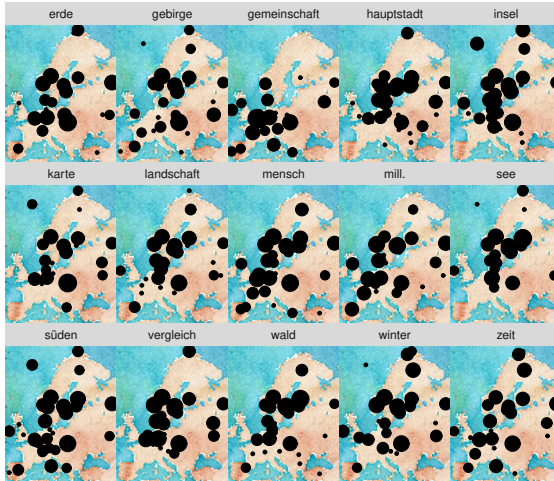 erde gebirge gemeinschaft hauptstadt insel
karte landschaft mensch mill. see
süden vergleich wald winter zeit